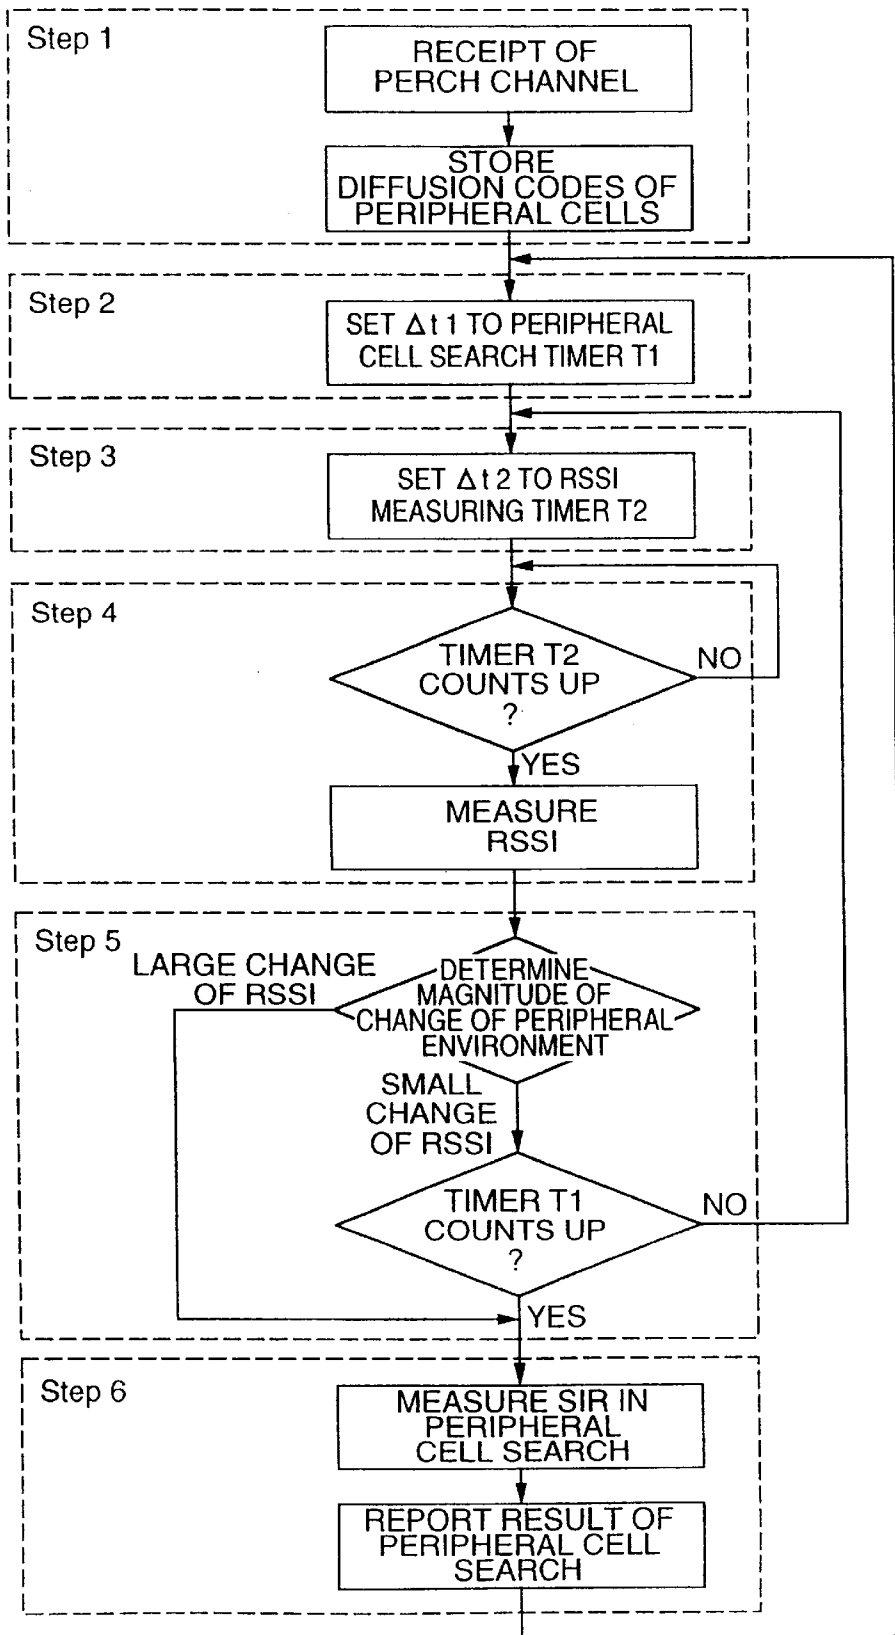 Step 1
RECEIPT OF
PERCH CHANNEL
STORE
DIFFUSION CODES OF
PERIPHERAL CELLS
Step 2
SET Δt1 TO PERIPHERAL
CELL SEARCH TIMER T1
Step 3
SET Δt2 TO RSSI
MEASURING TIMER T2
Step 4
TIMER T2
COUNTS UP
?
NO
YES
MEASURE
RSSI
Step 5
LARGE CHANGE
OF RSSI
DETERMINE
MAGNITUDE OF
CHANGE OF PERIPHERAL
ENVIRONMENT
SMALL
CHANGE
OF RSSI
TIMER T1
COUNTS UP
?
NO
YES
Step 6
MEASURE SIR IN
PERIPHERAL
CELL SEARCH
REPORT RESULT OF
PERIPHERAL CELL
SEARCH